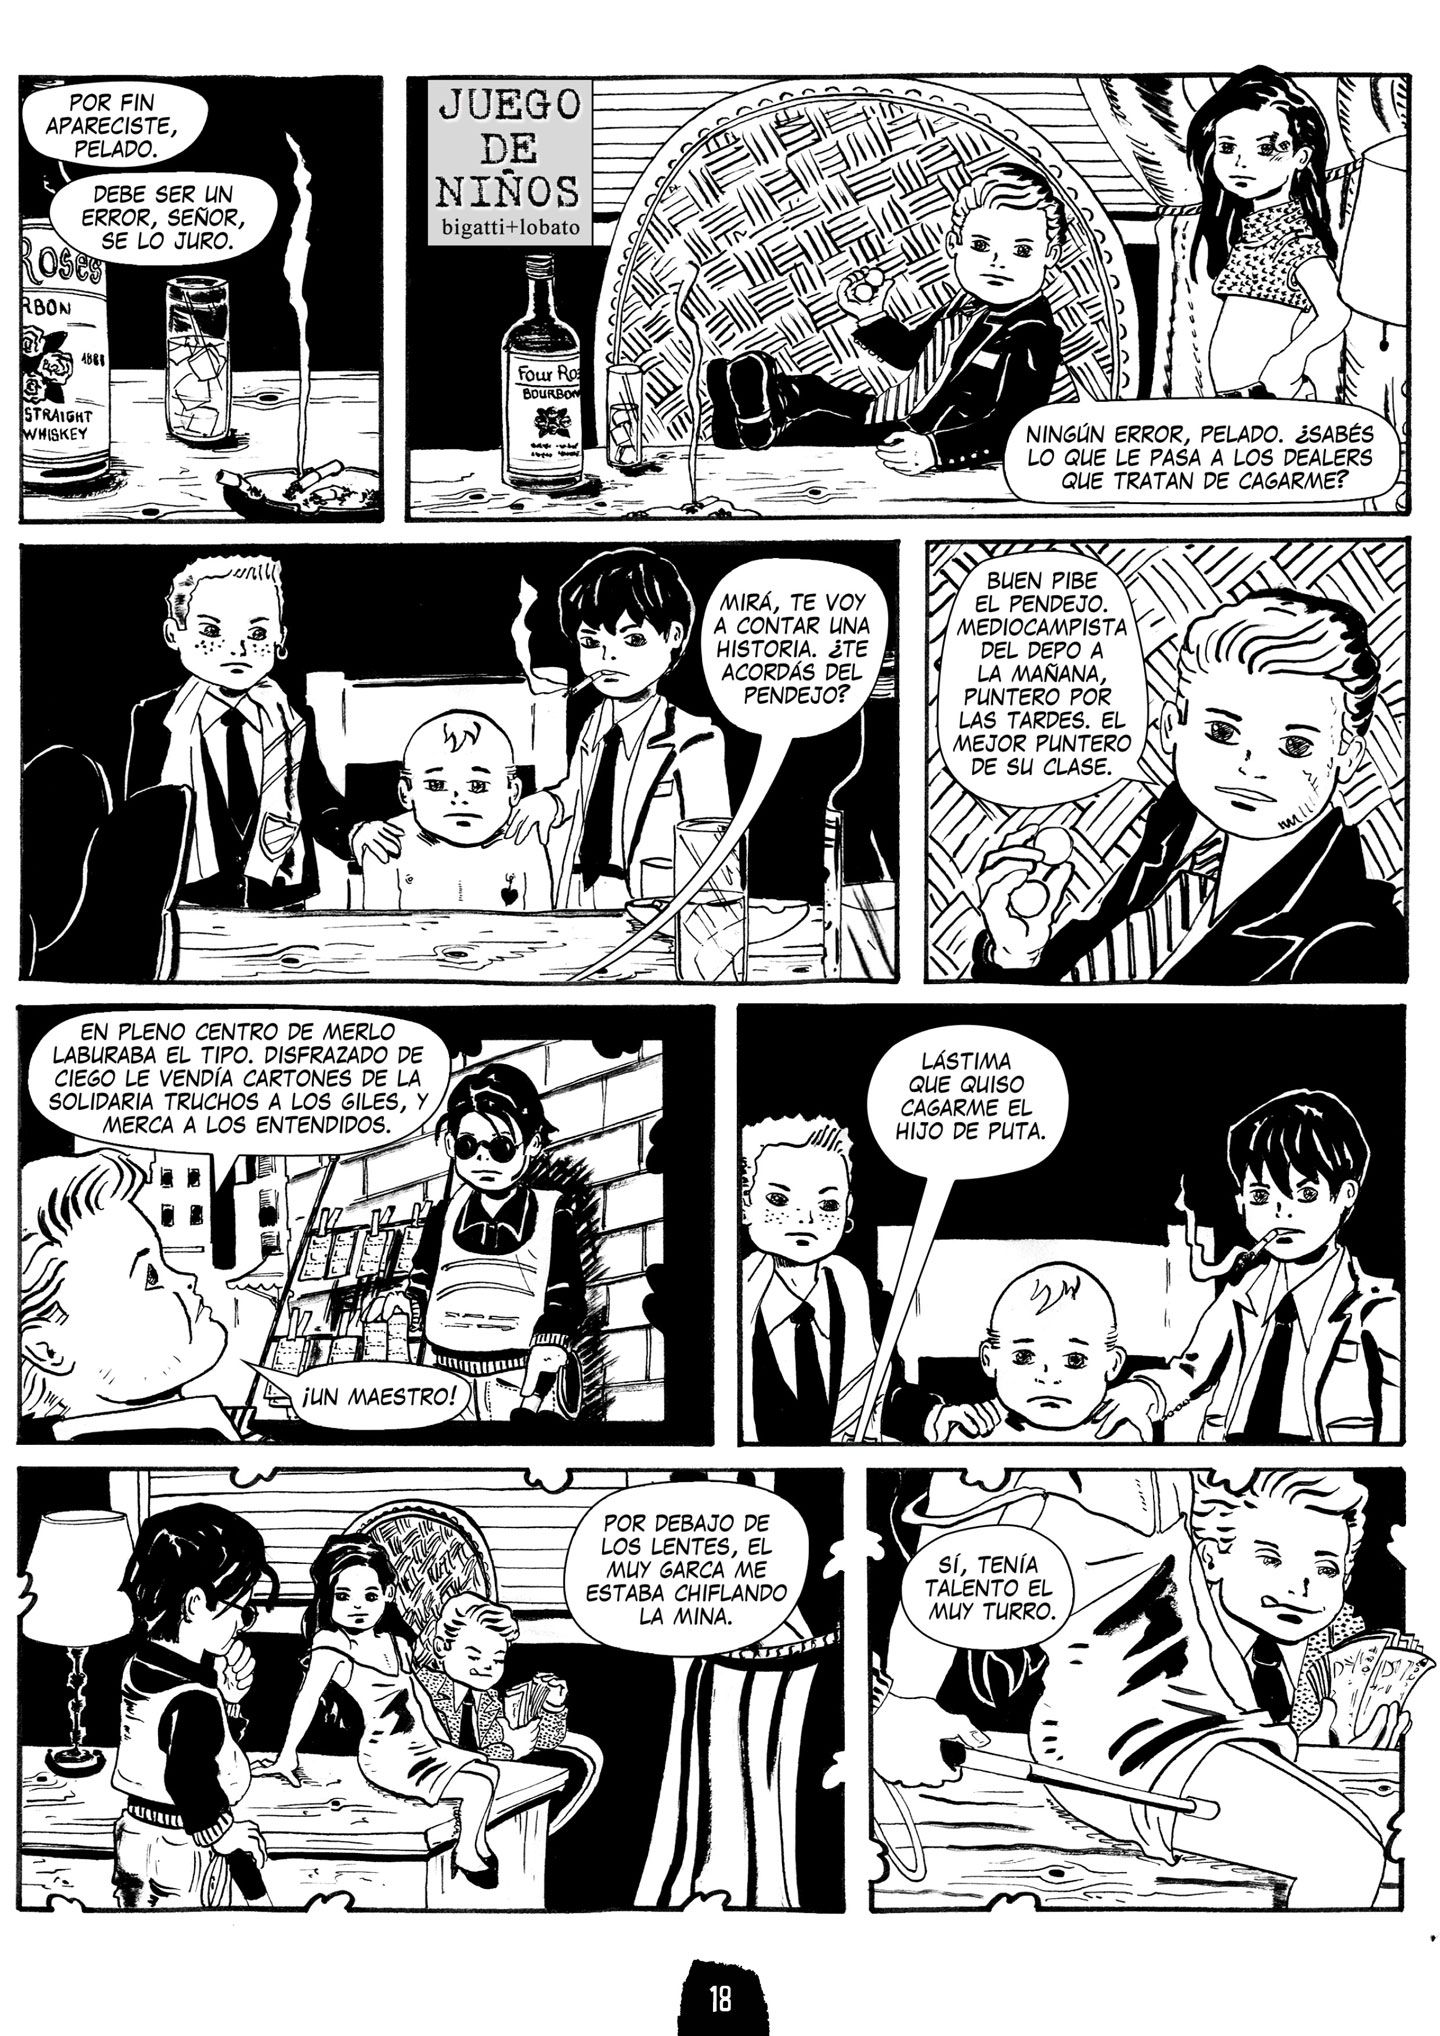 POR FIN
APARECISTE,
PELADO.
DEBE SER UN
ERROR, SEÑOR,
SE LO JURO.
ROSES
RBON
1888
STRAIGHT
WHISKEY
JUEGO
DE
NIÑOS
bigatti+lobato
FOUR RO
BOURBON
NINGÚN ERROR, PELADO. ¿SABÉS
LO QUE LE PASA A LOS DEALERS
QUE TRATAN DE CAGARME?
MIRÁ, TE VOY
A CONTAR UNA
HISTORIA. ¿TE
ACORDÁS DEL
PENDEJO?
BUEN PIBE
EL PENDEJO.
MEDIOCAMPISTA
DEL DEPO A
LA MAÑANA,
PUNTERO POR
LAS TARDES. EL
MEJOR PUNTERO
DE SU CLASE.
EN PLENO CENTRO DE MERLO
LABURABA EL TIPO. DISFRAZADO DE
CIEGO LE VENDÍA CARTONES DE LA
SOLIDARIA TRUCHOS A LOS GILES, Y
MERCA A LOS ENTENDIDOS.
¡UN MAESTRO!
LÁSTIMA
QUE QUISO
CAGARME EL
HIJO DE PUTA.
POR DEBAJO DE
LOS LENTES, EL
MUY GARCA ME
ESTABA CHIFLANDO
LA MINA.
SÍ, TENÍA
TALENTO EL
MUY TURRO.
18